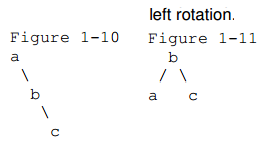 left rotation.
Figure 1-10
a
\
b
\
c
Figure 1-11
b
/ \
a c